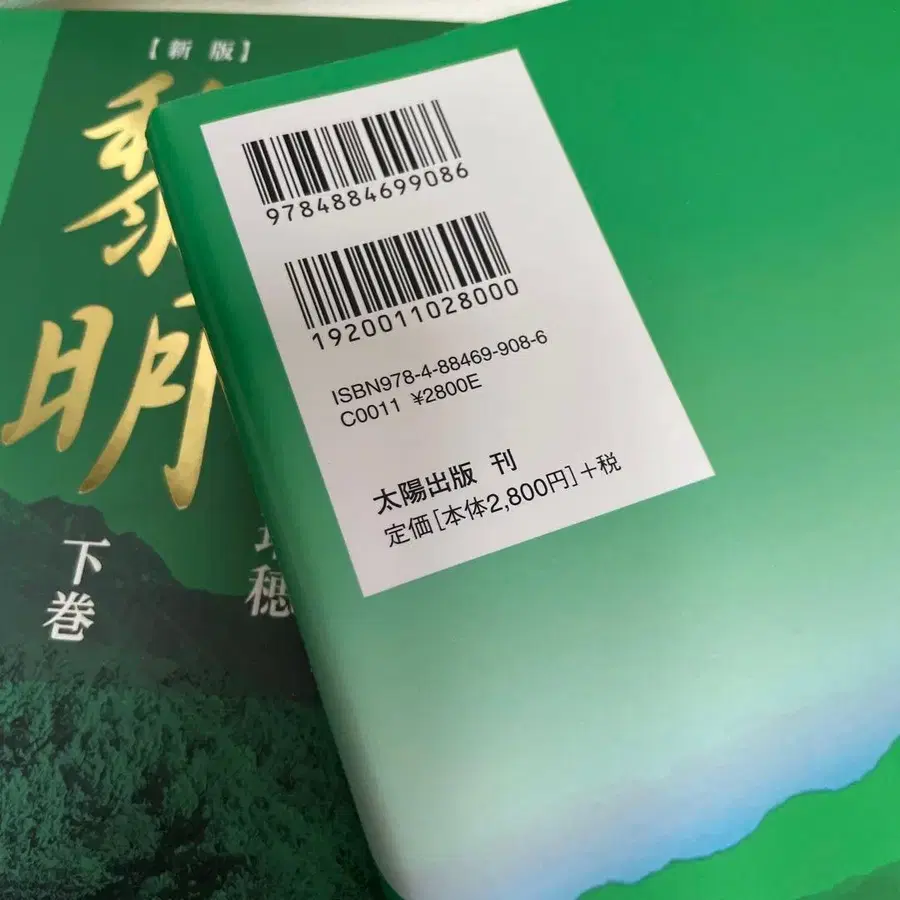 【新版】
黎
明
穂
下巻
9784884699086
1920011028000
ISBN978-4-88469-908-6
C0011 ¥2800E
太陽出版 刊
定価[本体2,800円]+税